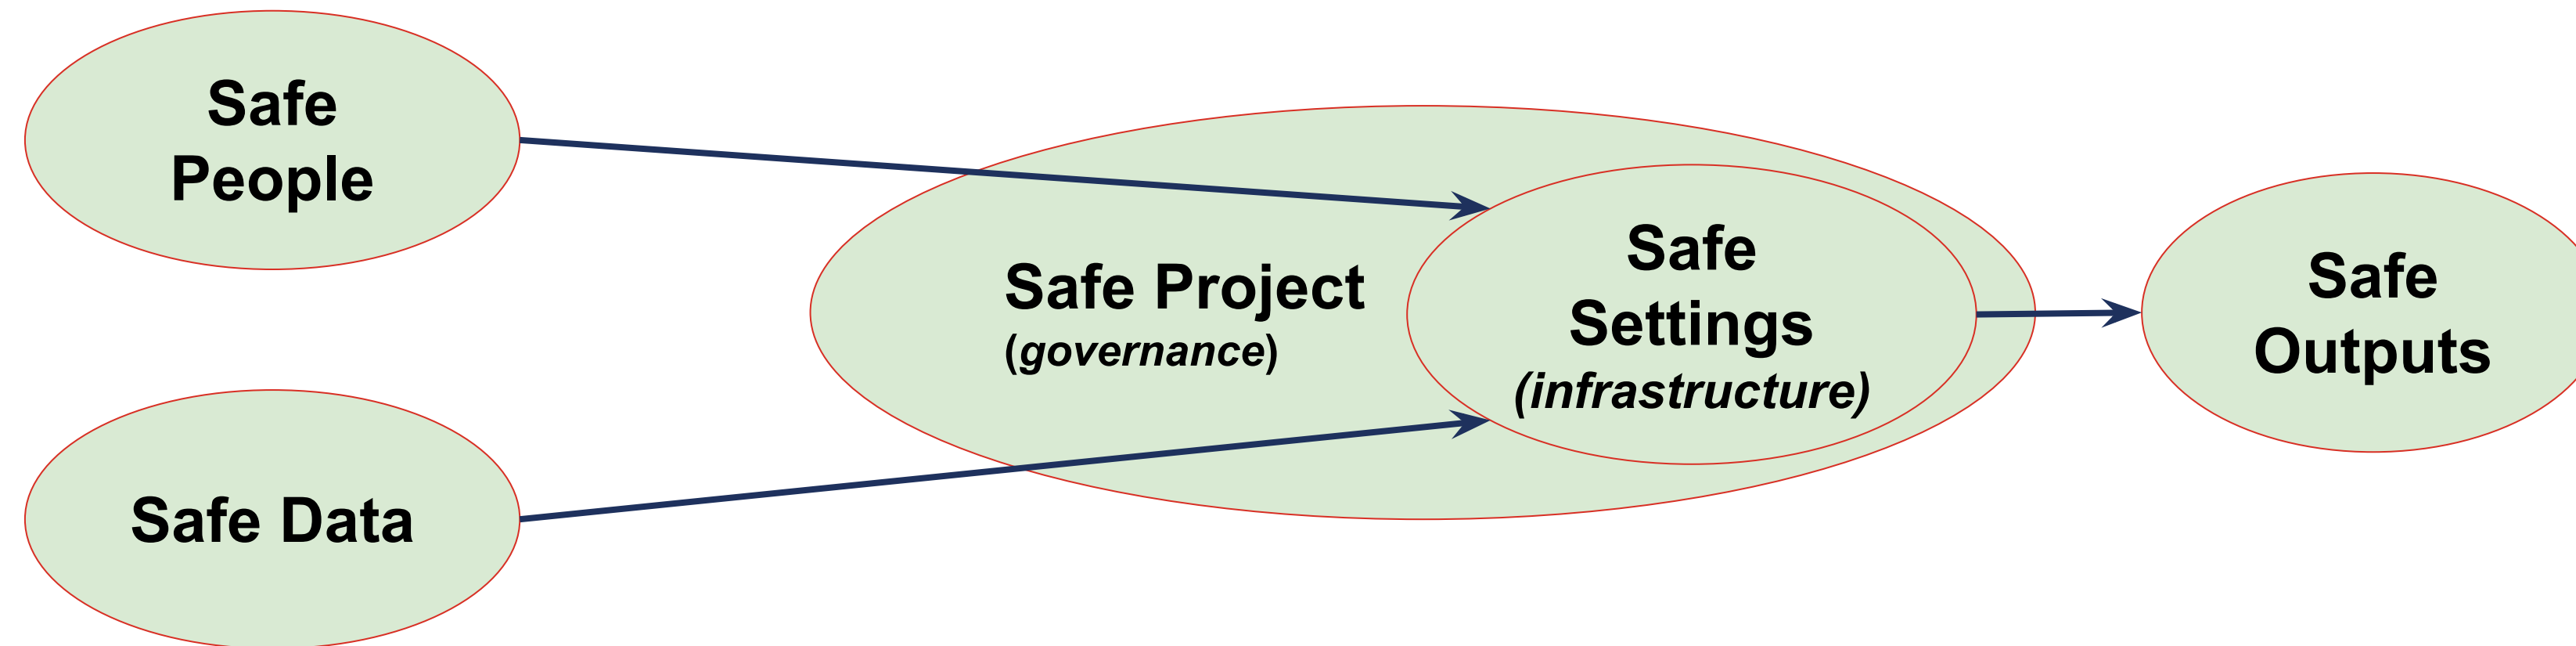 Safe
People
Safe Data
Safe Project
(governance)
Safe
Settings
(infrastructure)
Safe
Outputs